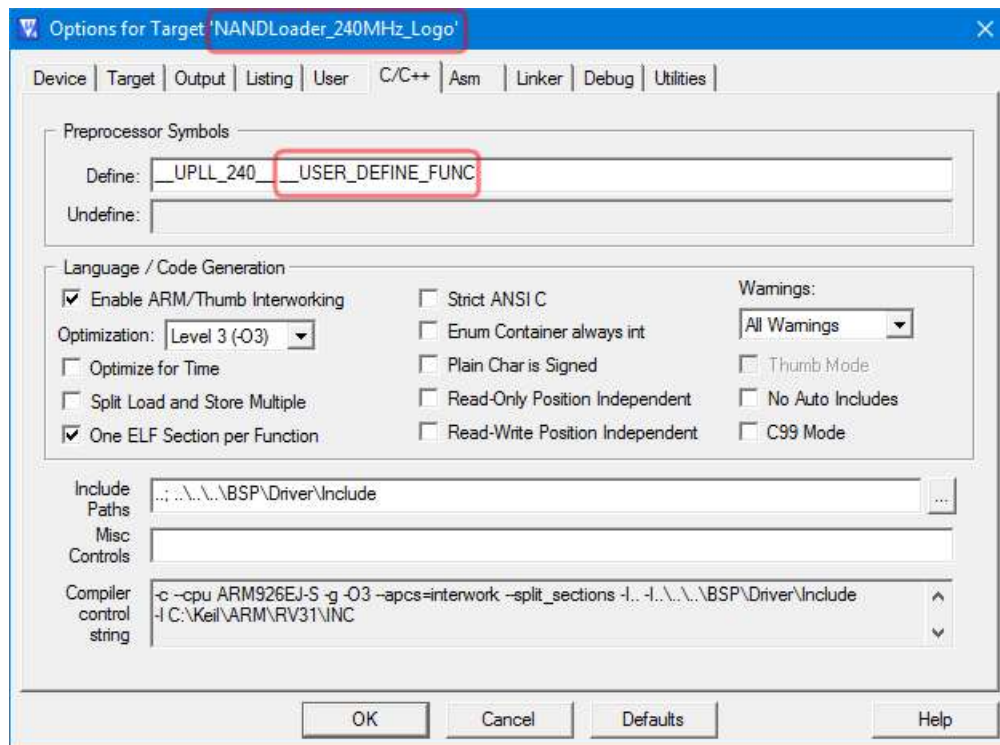 Options for Target 'NANDLoader_240MHz_Logo'
Device Target Output Listing User C/C++ Asm Linker Debug Utilities
Preprocessor Symbols
Define: __UPLL_240__ __USER_DEFINE_FUNC
Undefine:
Language / Code Generation
Enable ARM/Thumb Interworking
Optimization: Level 3 (-O3)
Optimize for Time
Split Load and Store Multiple
One ELF Section per Function
Strict ANSI C
Enum Container always int
Plain Char is Signed
Read-Only Position Independent
Read-Write Position Independent
Warnings:
All Warnings
Thumb Mode
No Auto Includes
C99 Mode
Include
Paths
..; ..\..\..\BSP\Driver\Include
...
Misc
Controls
Compiler
control
string
-c --cpu ARM926EJ-S -g -O3 --apcs=interwork --split_sections -I.. -I..\..\..\BSP\Driver\Include
-I C:\Keil\ARM\RV31\INC
OK Cancel Defaults Help